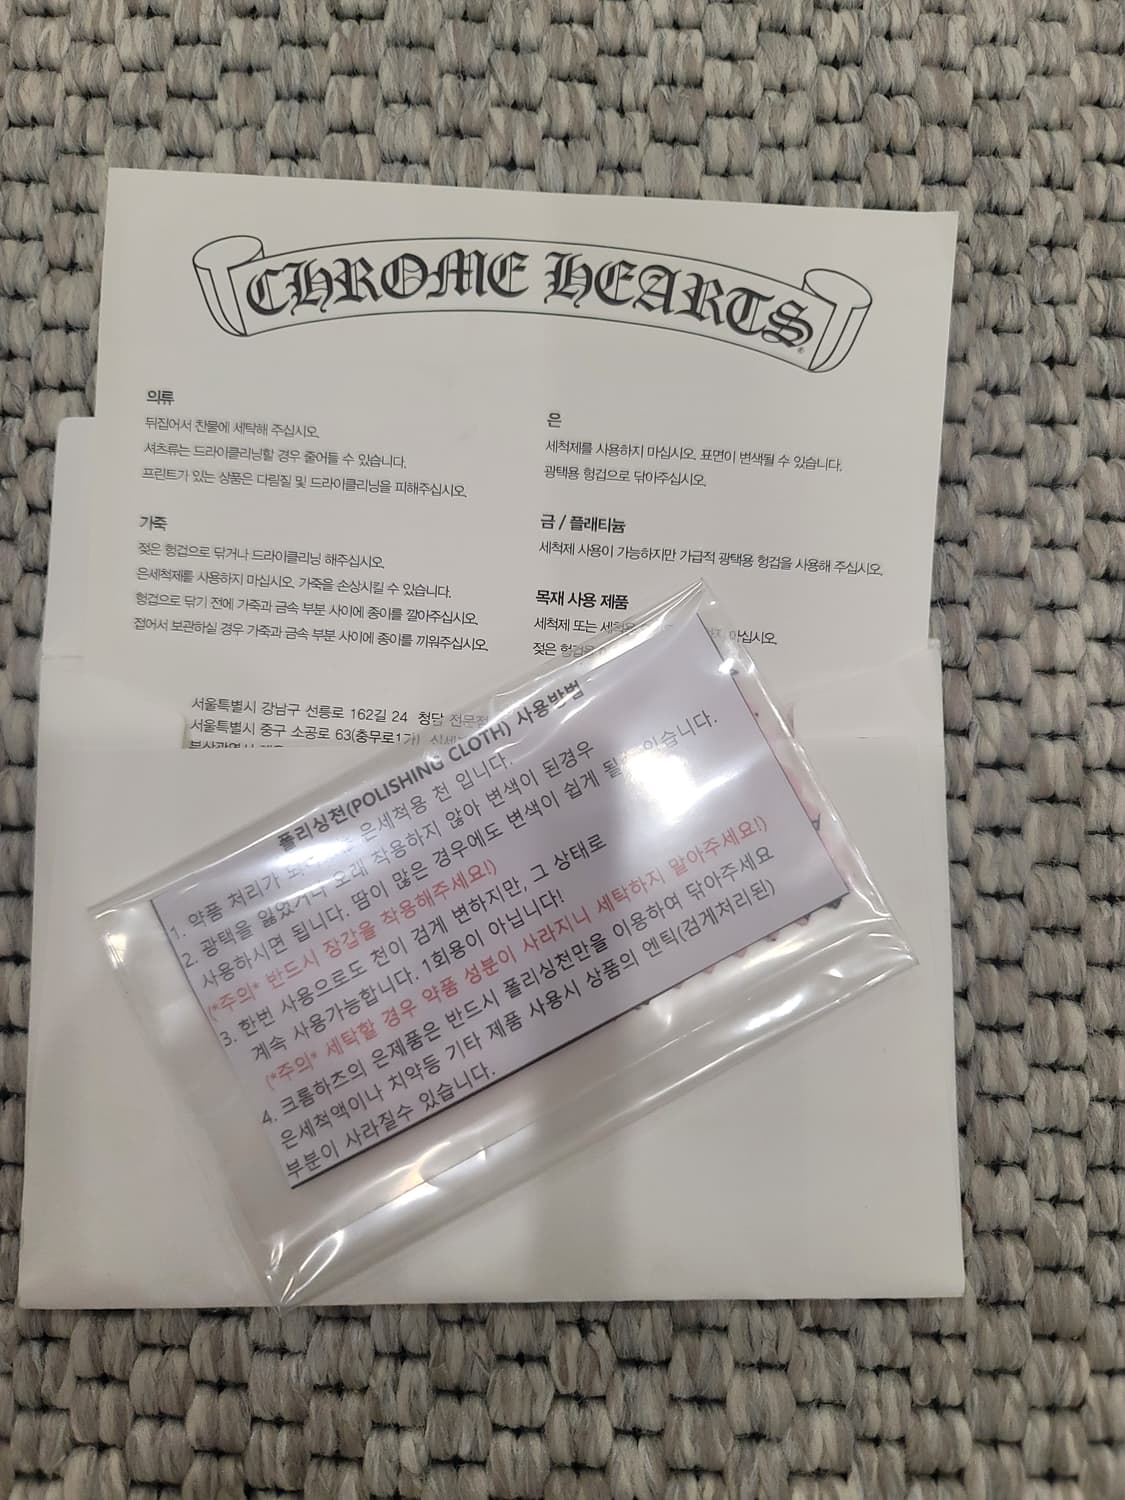 CHROME HEARTS
의류
뒤집어서 찬물에 세탁해 주십시오.
셔츠류는 드라이클리닝할 경우 줄어들 수 있습니다.
프린트가 있는 상품은 다림질 및 드라이클리닝을 피해주십시오.
가죽
젖은 헝겊으로 닦거나 드라이클리닝 해주십시오.
은세척제를 사용하지 마십시오. 가죽을 손상시킬 수 있습니다.
헝겊으로 닦기 전에 가죽과 금속 부분 사이에 종이를 깔아주십시오.
접어서 보관하실 경우 가죽과 금속 부분 사이에 종이를 끼워주십시오.
은
세척제를 사용하지 마십시오. 표면이 변색될 수 있습니다.
광택용 헝겊으로 닦아주십시오.
금 / 플래티늄
세척제 사용이 가능하지만 가급적 광택용 헝겊을 사용해 주십시오.
목재 사용 제품
세척제 또는 마십시오.
젖은
서울특별시 강남구 선릉로 162길 24 청담 전문점
서울특별시 중구 소공로 63(충무로1가)
폴리싱천(POLISHING CLOTH) 사용방법
1. 약품 처리가 은세척용 천 입니다.
2. 광택을 잃었거나 오래 착용하지 않아 변색이 된경우
사용하시면 됩니다. 땀이 많은 경우에도 변색이 쉽게 있습니다.
(*주의* 반드시 장갑을 착용해주세요!)
3. 한번 사용으로도 천이 검게 변하지만, 그 상태로
계속 사용가능합니다. 1회용이 아닙니다!
(*주의* 세탁할 경우 약품 성분이 사라지니 세탁하지 말아주세요!)
4. 크롬하츠의 은제품은 반드시 폴리싱천만을 이용하여 닦아주세요
은세척액이나 치약등 기타 제품 사용시 상품의 엔틱(검게처리된)
부분이 사라질수 있습니다.